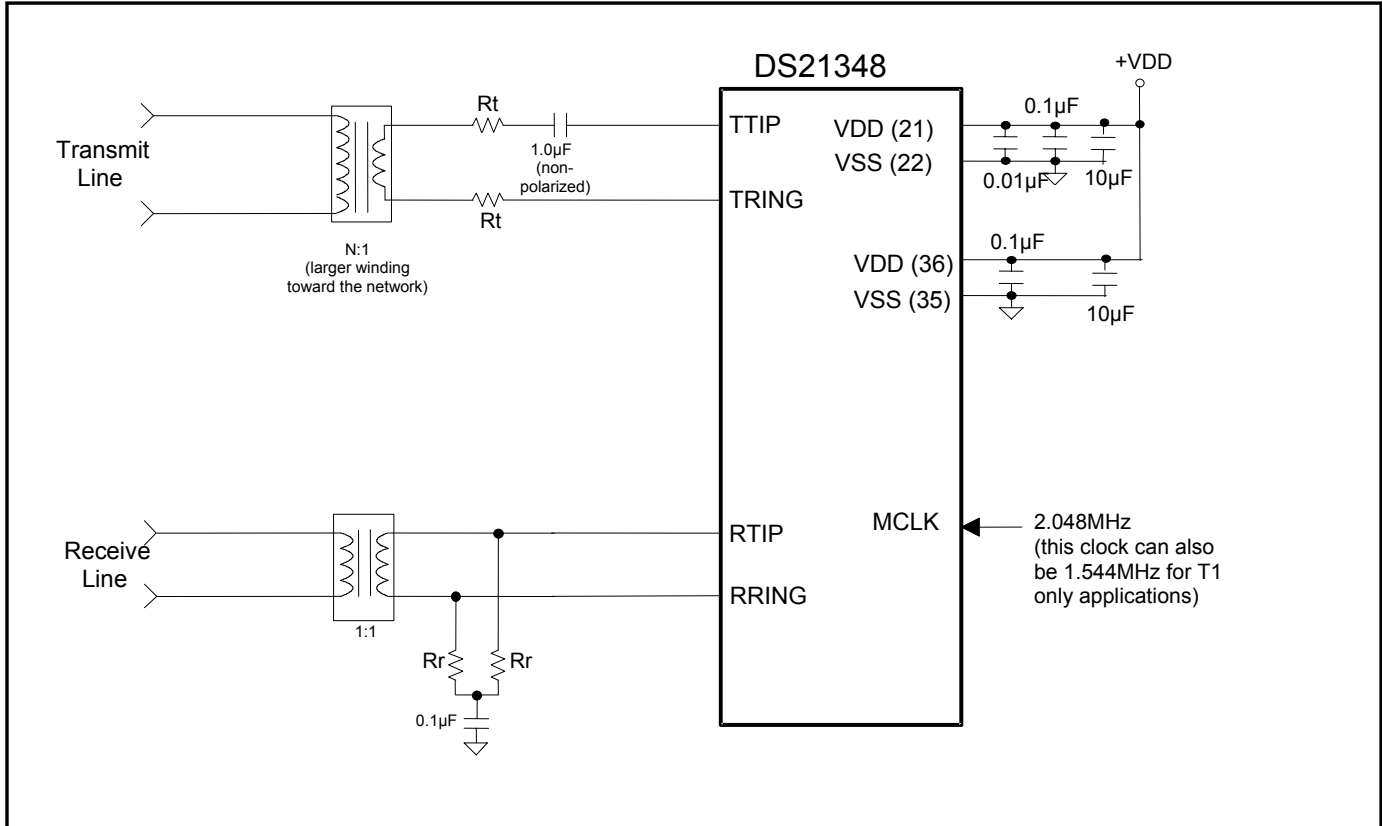 DS21348
+VDD
Transmit
Line
Rt
1.0µF
(non-
polarized)
Rt
N:1
(larger winding
toward the network)
TTIP
TRING
VDD (21)
VSS (22)
0.1µF
0.01µF
10µF
VDD (36)
VSS (35)
0.1µF
10µF
Receive
Line
1:1
Rr
Rr
0.1µF
RTIP
RRING
MCLK
2.048MHz
(this clock can also
be 1.544MHz for T1
only applications)